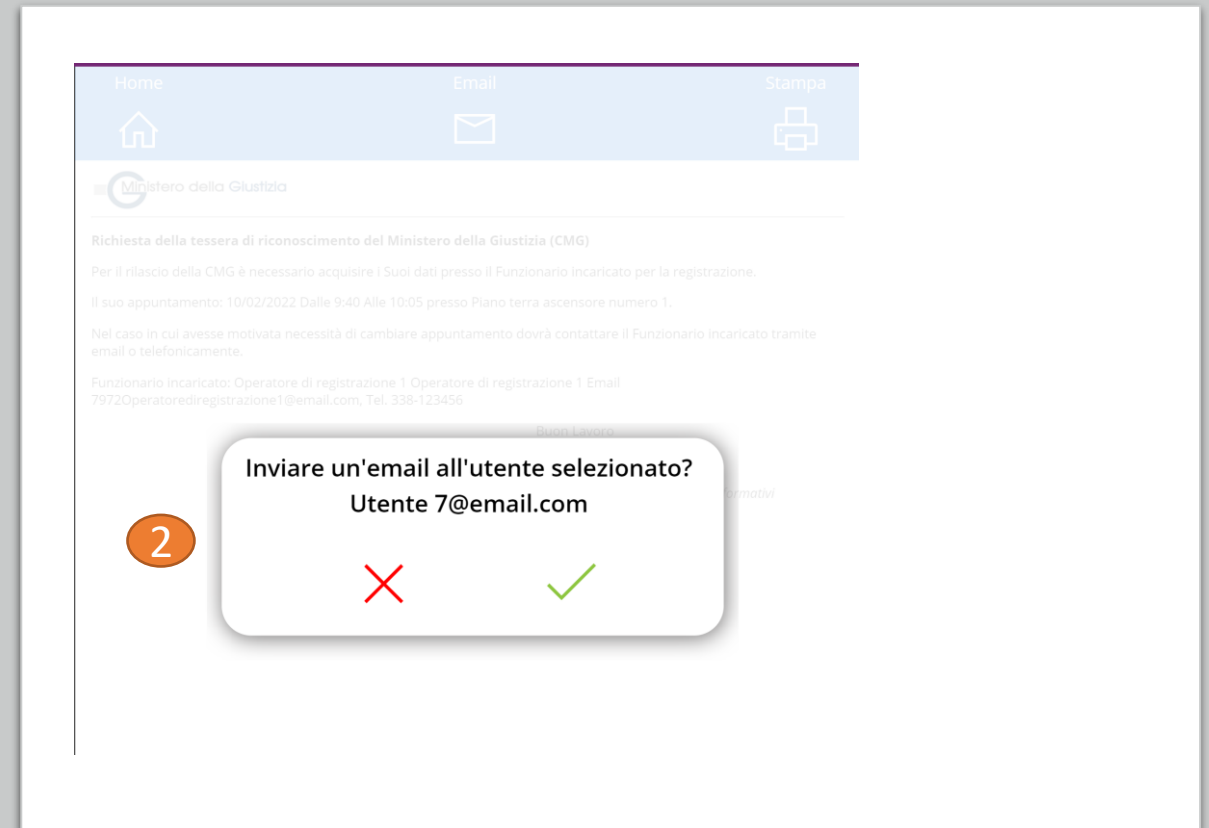 Home Email Stampa
Ministero della Giustizia
Richiesta della tessera di riconoscimento del Ministero della Giustizia (CMG)
Per il rilascio della CMG è necessario acquisire i Suoi dati presso il Funzionario incaricato per la registrazione.
Il suo appuntamento: 10/02/2022 Dalle 9:40 Alle 10:05 presso Piano terra ascensore numero 1.
Nel caso in cui avesse motivata necessità di cambiare appuntamento dovrà contattare il Funzionario incaricato tramite
email o telefonicamente.
Funzionario incaricato: Operatore di registrazione 1 Operatore di registrazione 1 Email
7972Operatorediregistrazione1@email.com, Tel. 338-123456
Buon Lavoro
Inviare un'email all'utente selezionato?
Utente 7@email.com
2